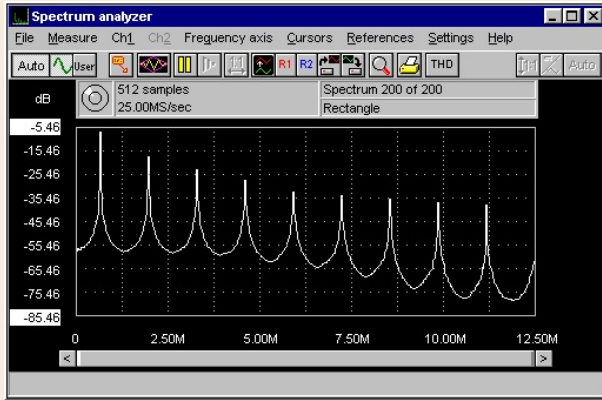 Spectrum analyzer
File Measure Ch1 Ch2 Frequency axis Cursors References Settings Help
Auto User R1 R2 THD Auto
dB
512 samples
25.00MS/sec
Spectrum 200 of 200
Rectangle
-5.46
-15.46
-25.46
-35.46
-45.46
-55.46
-65.46
-75.46
-85.46
0 2.50M 5.00M 7.50M 10.00M 12.50M